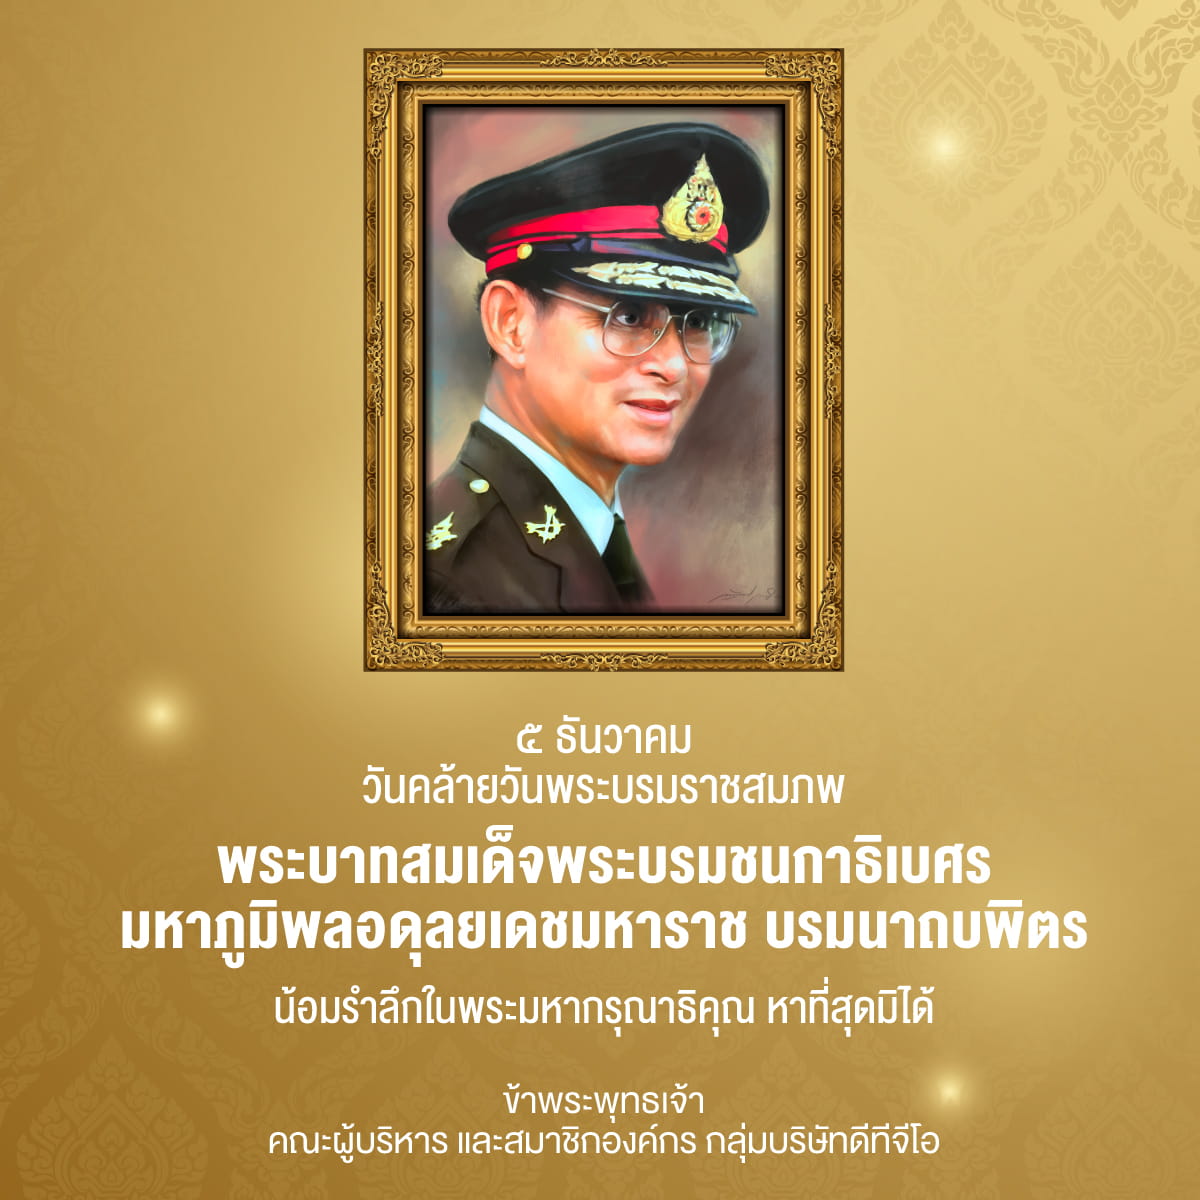 ๕ ธันวาคม
วันคล้ายวันพระบรมราชสมภพ
พระบาทสมเด็จพระบรมชนกาธิเบศร
มหาภูมิพลอดุลยเดชมหาราช บรมนาถบพิตร
น้อมรำลึกในพระมหากรุณาธิคุณ หาที่สุดมิได้
ข้าพระพุทธเจ้า
คณะผู้บริหาร และสมาชิกองค์กร กลุ่มบริษัทดีทีจีโอ